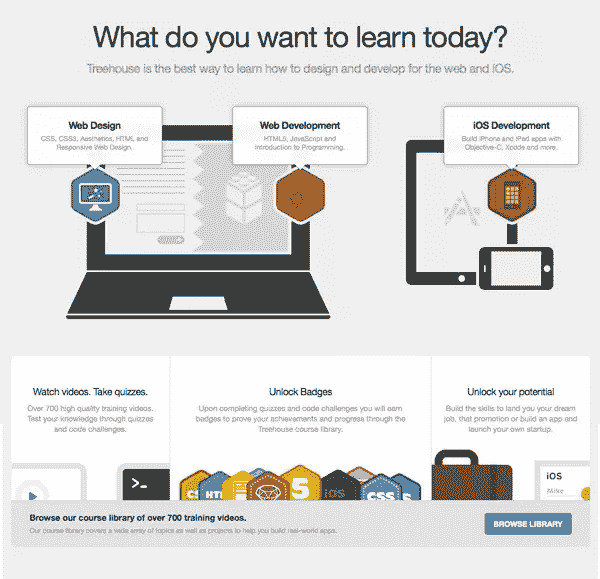 What do you want to learn today?
Treehouse is the best way to learn how to design and develop for the web and iOS.
Web Design
CSS, CSS3, Aesthetics, HTML and
Responsive Web Design.
Web Development
HTML5, JavaScript and
Introduction to Programming.
iOS Development
Build iPhone and iPad apps with
Objective-C, Xcode and more.
Watch videos. Take quizzes.
Over 700 high quality training videos.
Test your knowledge through quizzes
and code challenges.
Unlock Badges
Upon completing quizzes and code challenges you will earn
badges to prove your achievements and progress through the
Treehouse course library.
Unlock your potential
Build the skills to land you your dream
job, that promotion or build an app and
launch your own startup.
>_
CS
HT
5
iOS
CSS
S
iOS
Mike
Browse our course library of over 700 training videos.
Our course library covers a wide array of topics as well as projects to help you build real-world apps.
BROWSE LIBRARY